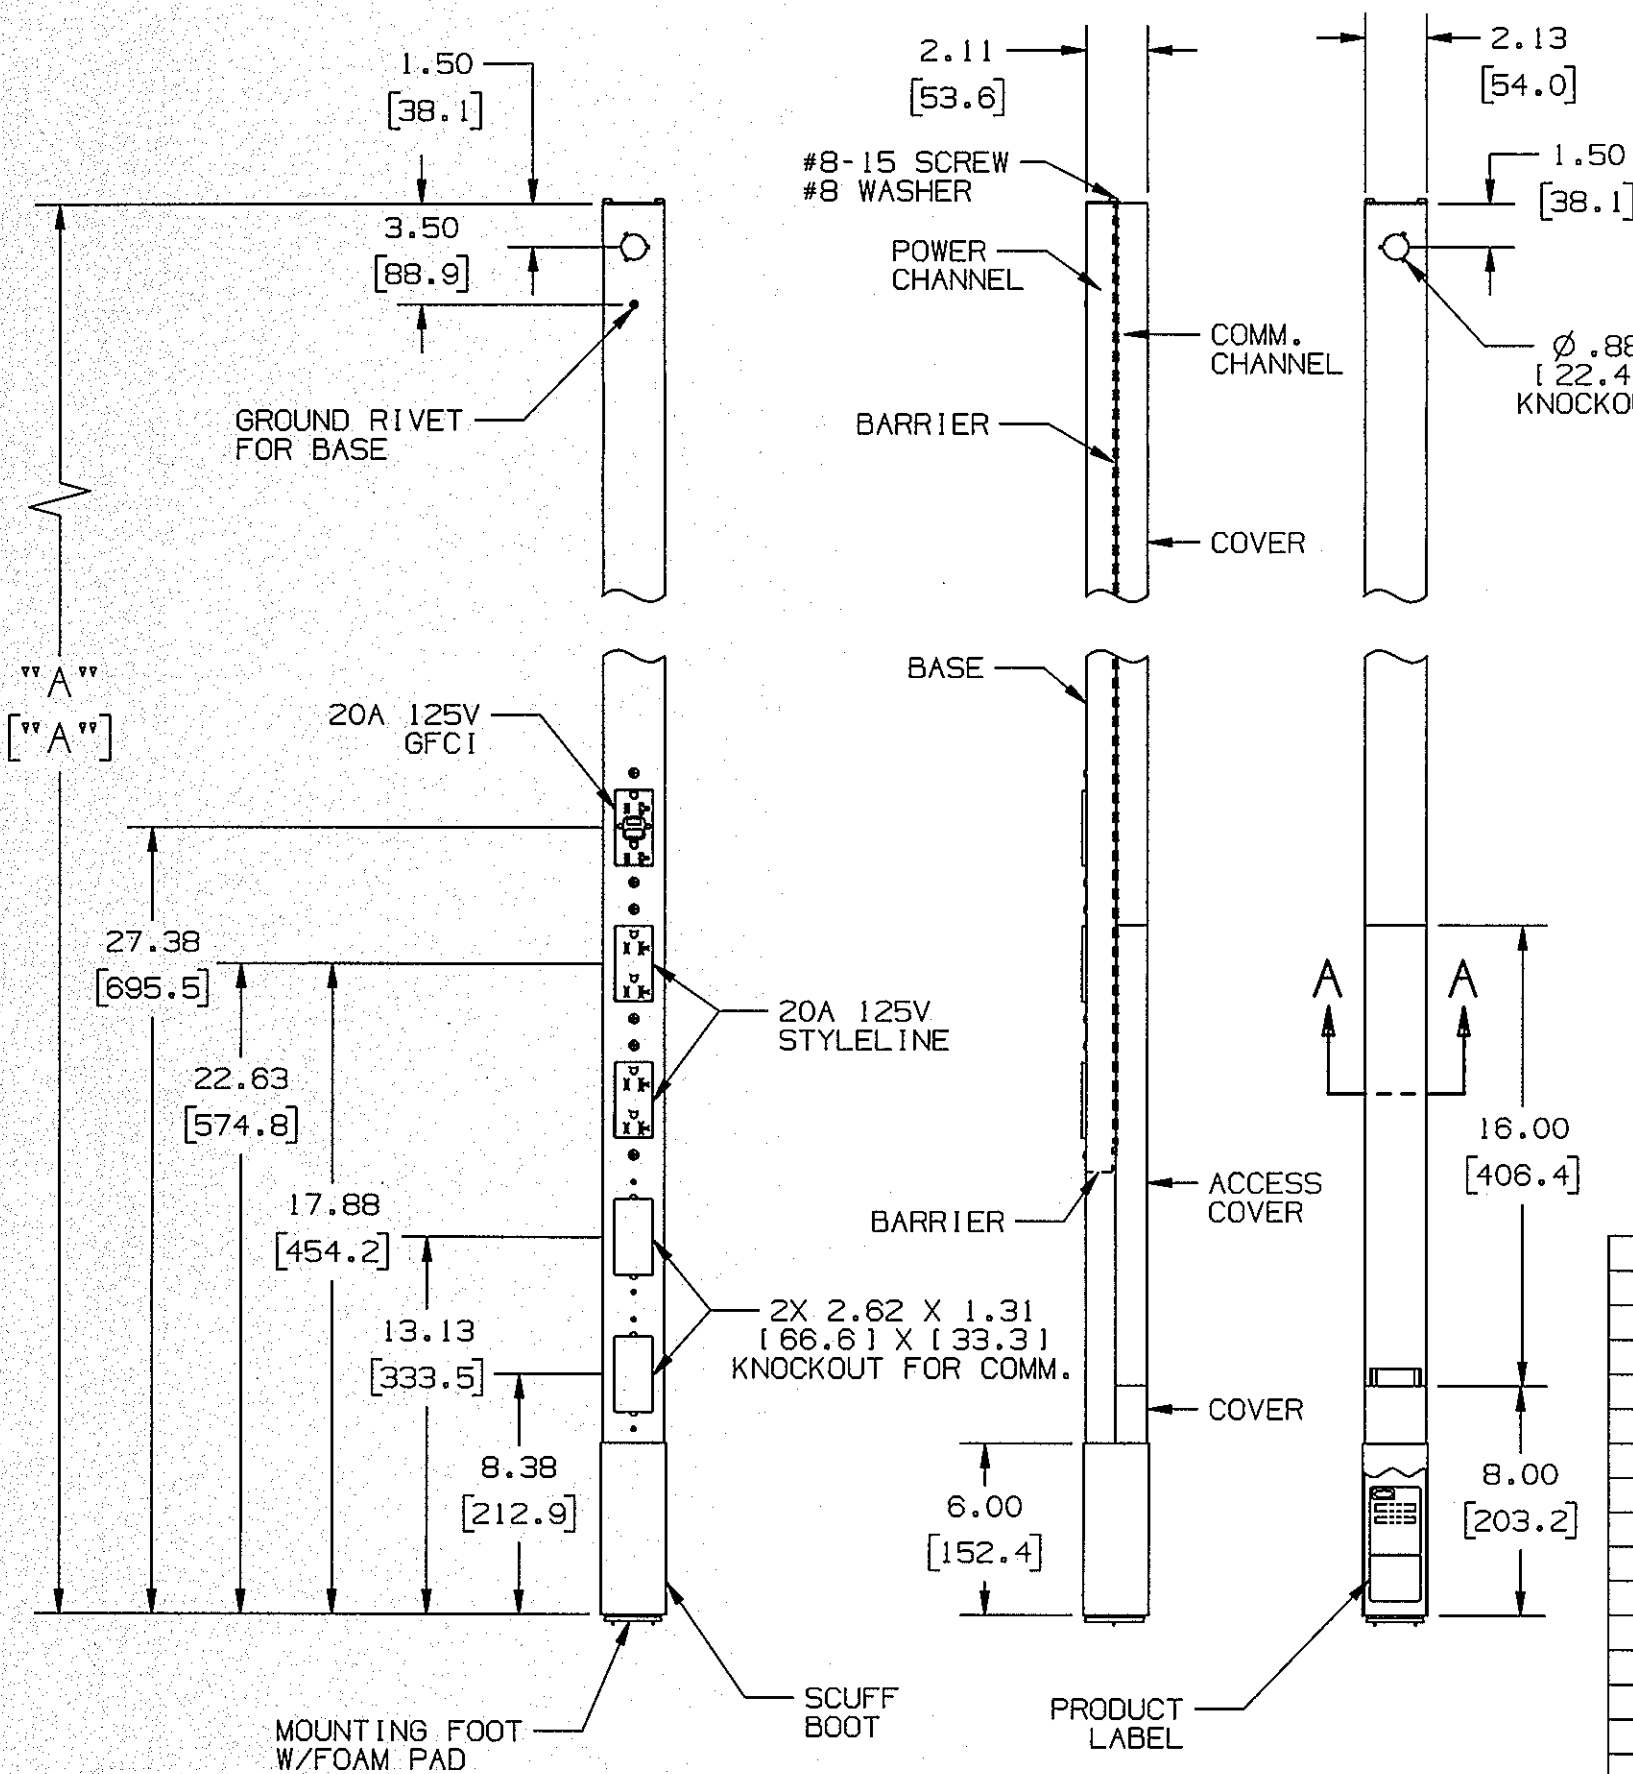 1.50
[38.1]
2.11
[53.6]
2.13
[54.0]
#8-15 SCREW
#8 WASHER
1.50
[38.1]
3.50
[88.9]
POWER
CHANNEL
COMM.
CHANNEL
Ø .88
[22.4
GROUND RIVET
FOR BASE
BARRIER
COVER
"A"
["A"]
BASE
20A 125V
GFCI
27.38
[695.5]
20A 125V
STYLELINE
A A
22.63
[574.8]
16.00
[406.4]
17.88
[454.2]
ACCESS
COVER
BARRIER
2X 2.62 X 1.31
[66.6] X [33.3]
KNOCKOUT FOR COMM.
13.13
[333.5]
COVER
8.38
[212.9]
6.00
[152.4]
8.00
[203.2]
SCUFF
BOOT
PRODUCT
LABEL
MOUNTING FOOT
W/FOAM PAD